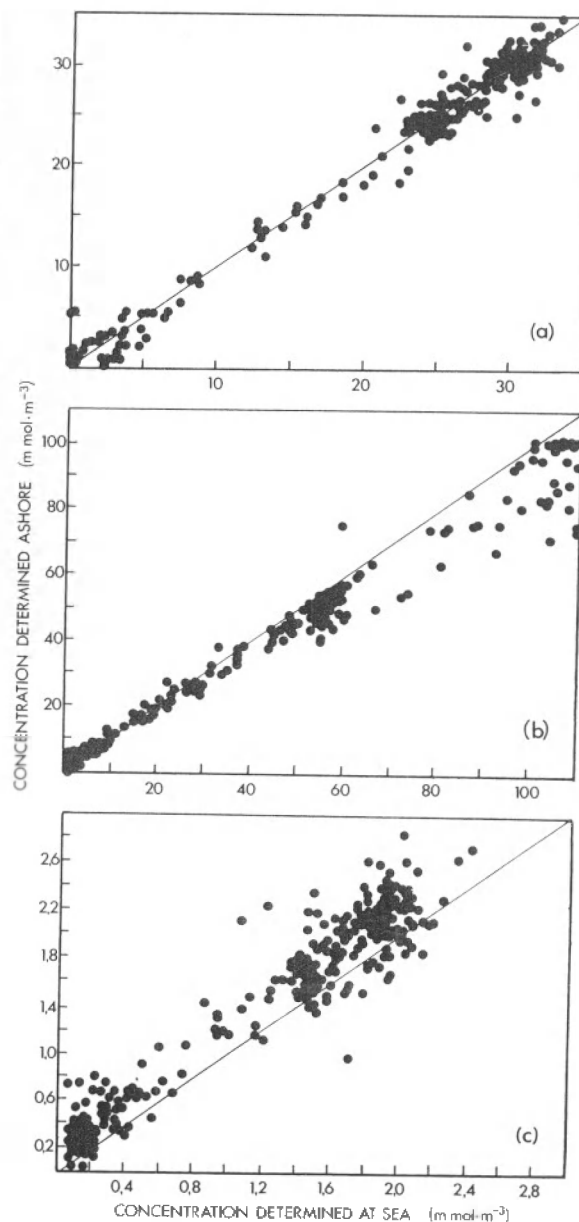 30
20
10
(a)
10 20 30
100
80
60
40
20
(b)
20 40 60 80 100
CONCENTRATION DETERMINED ASHORE (m mol·m⁻³)
2,6
2,2
1,8
1,4
1,0
0,6
0,2
(c)
0,4 0,8 1,2 1,6 2,0 2,4 2,8
CONCENTRATION DETERMINED AT SEA (m mol·m⁻³)